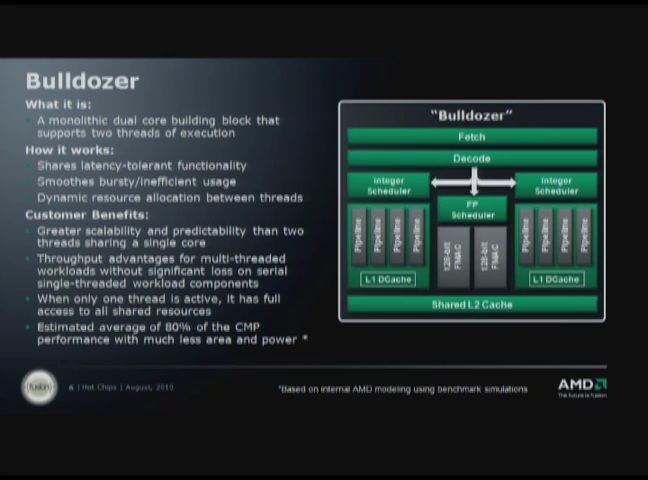 Bulldozer
What it is:
A monolithic dual core building block that
supports two threads of execution
How it works:
Shares latency-tolerant functionality
Smoothes bursty/inefficient usage
Dynamic resource allocation between threads
Customer Benefits:
Greater scalability and predictability than two
threads sharing a single core
Throughput advantages for multi-threaded
workloads without significant loss on serial
single-threaded workload components
When only one thread is active, it has full
access to all shared resources
Estimated average of 80% of the CMP
performance with much less area and power *
"Bulldozer"
Fetch
Decode
Integer
Scheduler
FP
Scheduler
Integer
Scheduler
Pipeline
Pipeline
Pipeline
Pipeline
L1 DCache
128-bit
FMAC
128-bit
FMAC
Pipeline
Pipeline
Pipeline
Pipeline
L1 DCache
Shared L2 Cache
fusion
6 | Hot Chips | August, 2010
*Based on internal AMD modeling using benchmark simulations
AMD
The future is fusion